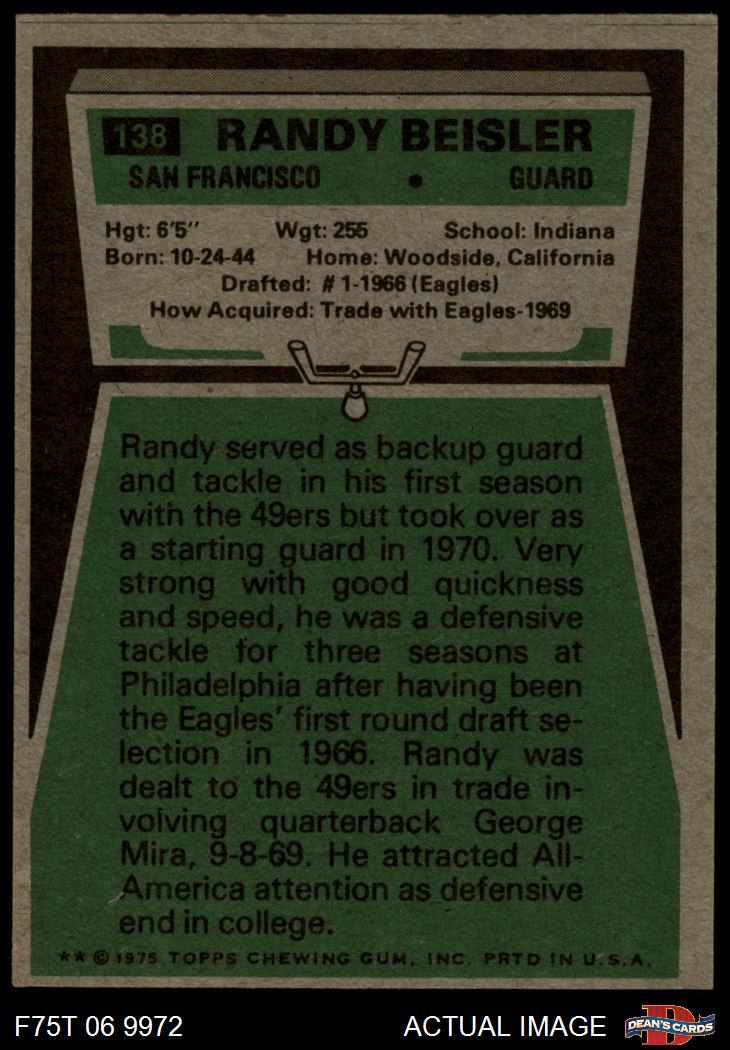 138 RANDY BEISLER
SAN FRANCISCO • GUARD
Hgt: 6'5" Wgt: 255 School: Indiana
Born: 10-24-44 Home: Woodside, California
Drafted: #1-1966 (Eagles)
How Acquired: Trade with Eagles-1969
Randy served as backup guard
and tackle in his first season
with the 49ers but took over as
a starting guard in 1970. Very
strong with good quickness
and speed, he was a defensive
tackle for three seasons at
Philadelphia after having been
the Eagles' first round draft se-
lection in 1966. Randy was
dealt to the 49ers in trade in-
volving quarterback George
Mira, 9-8-69. He attracted All-
America attention as defensive
end in college.
** © 1975 TOPPS CHEWING GUM, INC. PRTD IN U.S.A.
F75T 06 9972 ACTUAL IMAGE D DEAN'S CARDS